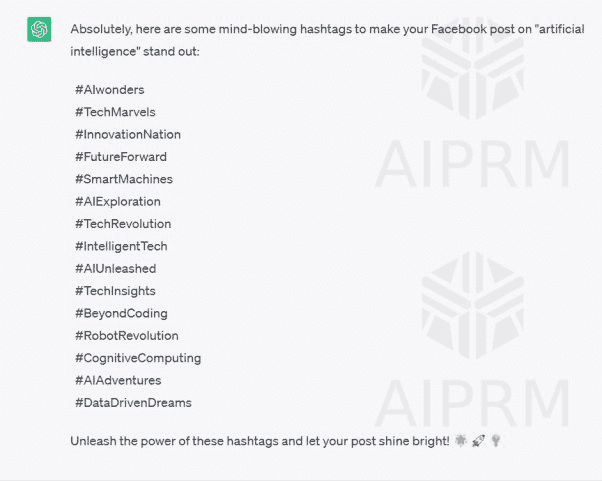 Absolutely, here are some mind-blowing hashtags to make your Facebook post on "artificial
intelligence" stand out:
#AIwonders
#TechMarvels
#InnovationNation
#FutureForward
#SmartMachines
#AIExploration
#TechRevolution
#IntelligentTech
#AIUnleashed
#TechInsights
#BeyondCoding
#RobotRevolution
#CognitiveComputing
#AIAdventures
#DataDrivenDreams
Unleash the power of these hashtags and let your post shine bright! 🌟 🚀 💡
AIPRM
AIPRM